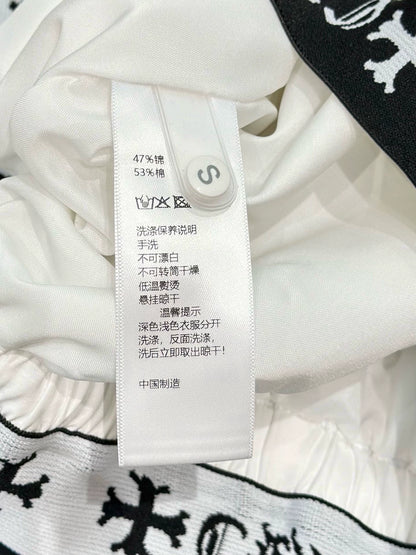 47%锦
53%棉
S
洗涤保养说明
手洗
不可漂白
不可转筒干燥
低温熨烫
悬挂晾干
温馨提示
深色浅色衣服分开
洗涤，反面洗涤，
洗后立即取出晾干！
中国制造